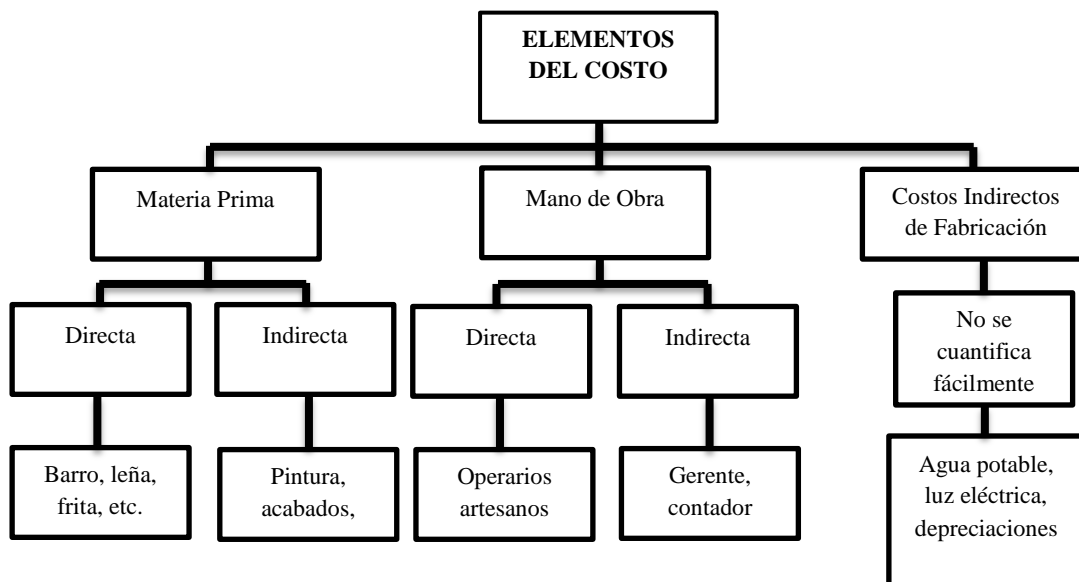 ELEMENTOS
DEL COSTO
Materia Prima
Mano de Obra
Costos Indirectos
de Fabricación
Directa
Indirecta
Directa
Indirecta
No se
cuantifica
fácilmente
Barro, leña,
frita, etc.
Pintura,
acabados,
Operarios
artesanos
Gerente,
contador
Agua potable,
luz eléctrica,
depreciaciones